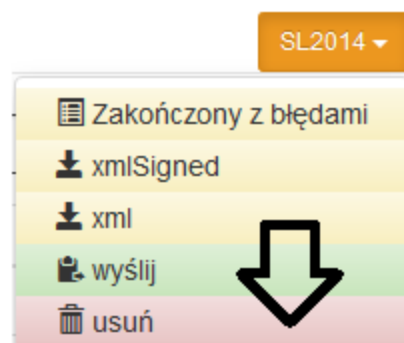 SL2014
Zakończony z błędami
xmlSigned
xml
wyślij
usuń